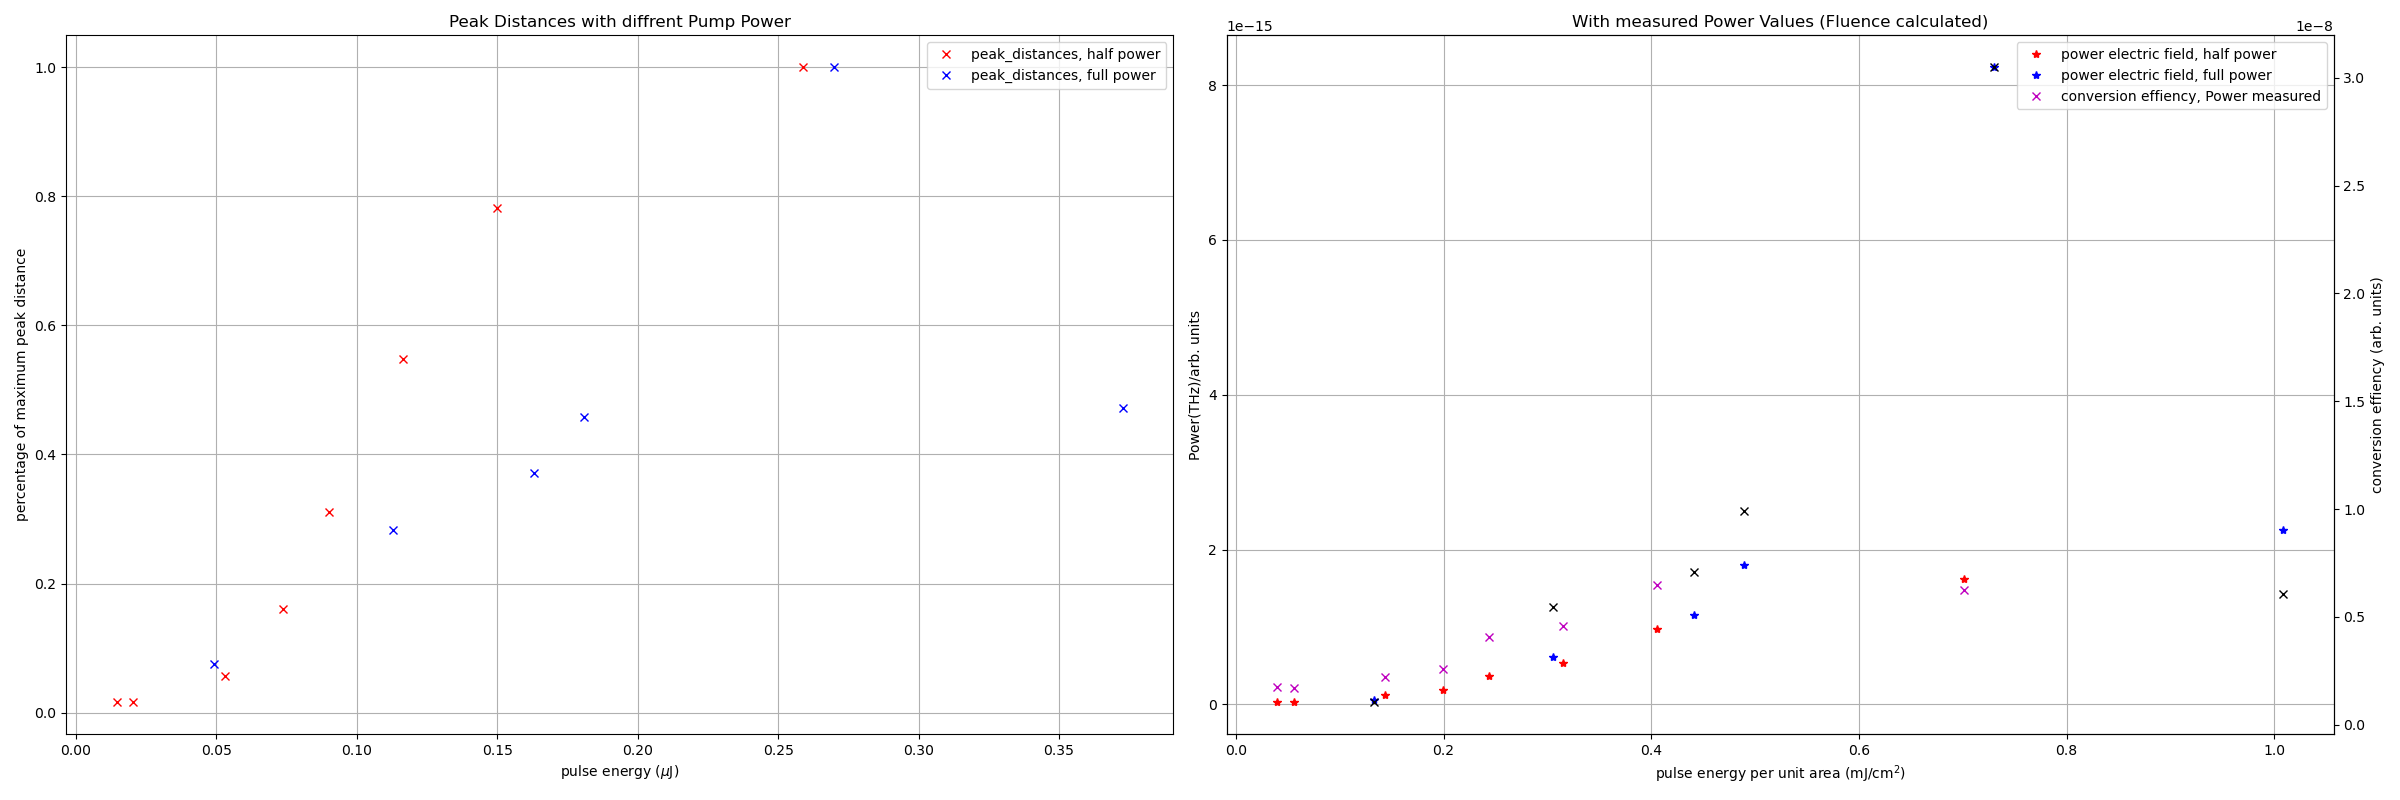 Peak Distances with diffrent Pump Power
percentage of maximum peak distance
1.0
0.8
0.6
0.4
0.2
0.0
0.00 0.05 0.10 0.15 0.20 0.25 0.30 0.35
pulse energy (μJ)
peak_distances, half power
peak_distances, full power
With measured Power Values (Fluence calculated)
1e−15
1e−8
Power(THz)/arb. units
8
6
4
2
0
0.0 0.2 0.4 0.6 0.8 1.0
pulse energy per unit area (mJ/cm²)
power electric field, half power
power electric field, full power
conversion effiency, Power measured
3.0
2.5
2.0
1.5
1.0
0.5
0.0
conversion effiency (arb. units)